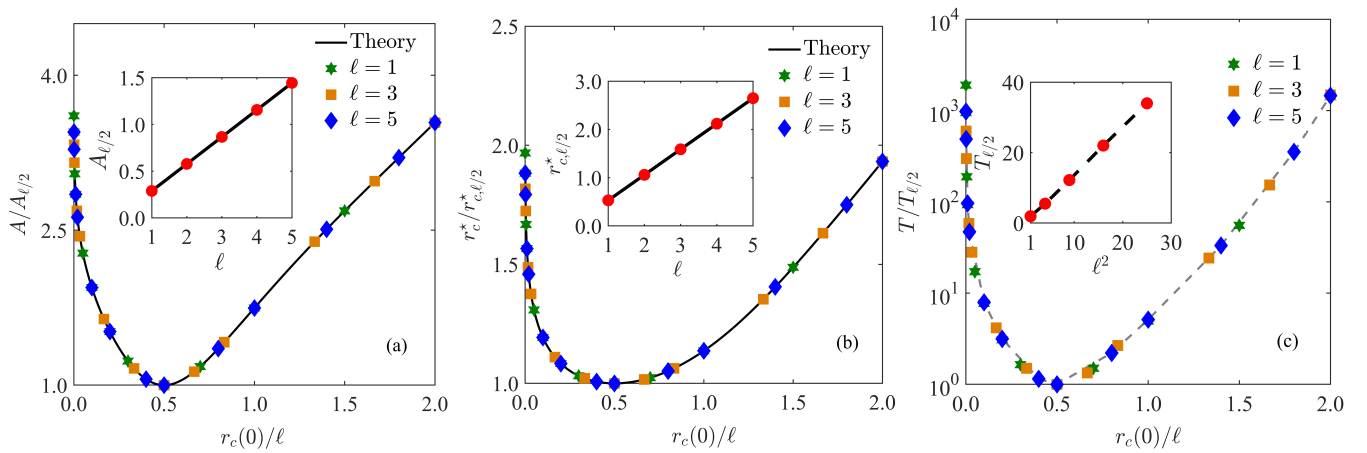 A/A_{ℓ/2}
4.0
2.5
1.0
0.0
0.5
1.0
1.5
2.0
r_c(0)/ℓ
Theory
ℓ = 1
ℓ = 3
ℓ = 5
A_{ℓ/2}
1.5
1.0
0.5
0.0
1 2 3 4 5
ℓ
(a)
r_c^⋆/r_{c,ℓ/2}^⋆
2.5
2.0
1.5
1.0
0.0
0.5
1.0
1.5
2.0
r_c(0)/ℓ
Theory
ℓ = 1
ℓ = 3
ℓ = 5
r_{c,ℓ/2}^⋆
3.0
2.0
1.0
0.0
1 2 3 4 5
ℓ
(b)
T/T_{ℓ/2}
10^4
10^3
10^2
10^1
10^0
0.0
0.5
1.0
1.5
2.0
r_c(0)/ℓ
ℓ = 1
ℓ = 3
ℓ = 5
T_{ℓ/2}
40
20
0
1 10 20 30
ℓ^2
(c)